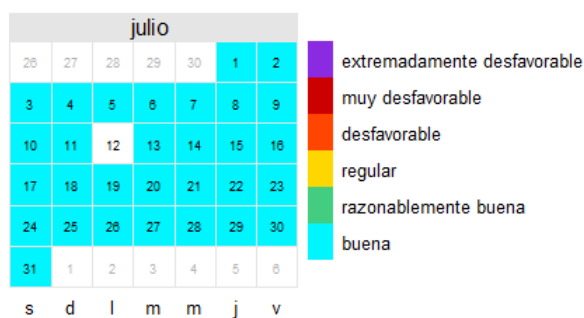 julio
26 27 28 29 30 1 2
3 4 5 6 7 8 9
10 11 12 13 14 15 16
17 18 19 20 21 22 23
24 25 26 27 28 29 30
31 1 2 3 4 5 6
s d l m m j v
extremadamente desfavorable
muy desfavorable
desfavorable
regular
razonablemente buena
buena